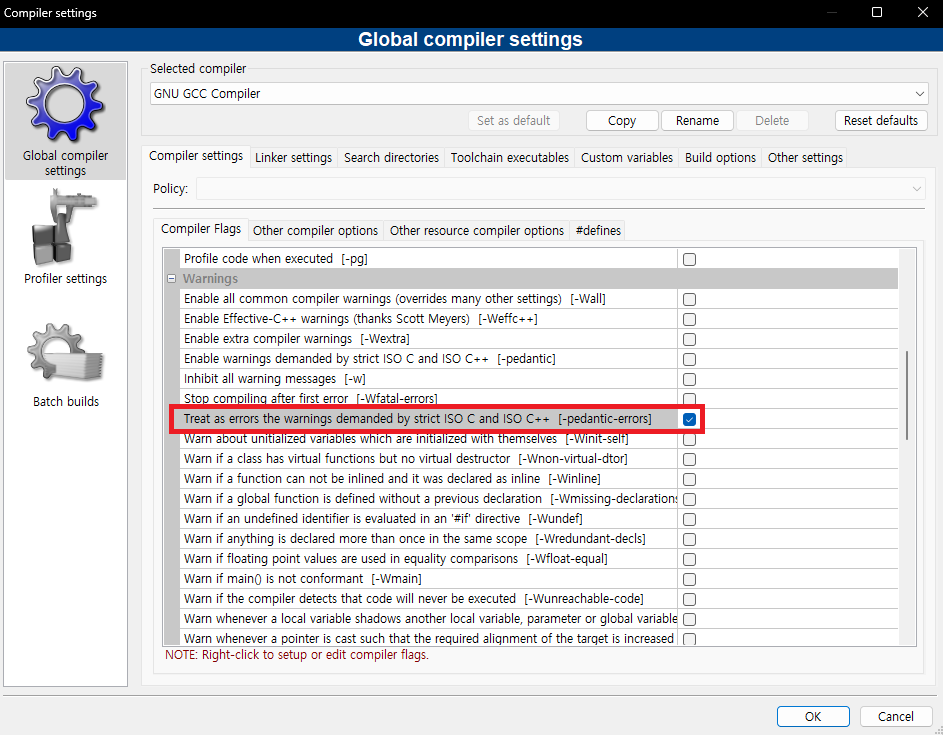 Compiler settings
Global compiler settings
Global compiler
settings
Profiler settings
Batch builds
Selected compiler
GNU GCC Compiler
Set as default Copy Rename Delete Reset defaults
Compiler settings Linker settings Search directories Toolchain executables Custom variables Build options Other settings
Policy:
Compiler Flags Other compiler options Other resource compiler options #defines
Profile code when executed [-pg]
Warnings
Enable all common compiler warnings (overrides many other settings) [-Wall]
Enable Effective-C++ warnings (thanks Scott Meyers) [-Weffc++]
Enable extra compiler warnings [-Wextra]
Enable warnings demanded by strict ISO C and ISO C++ [-pedantic]
Inhibit all warning messages [-w]
Stop compiling after first error [-Wfatal-errors]
Treat as errors the warnings demanded by strict ISO C and ISO C++ [-pedantic-errors]
Warn about unitialized variables which are initialized with themselves [-Winit-self]
Warn if a class has virtual functions but no virtual destructor [-Wnon-virtual-dtor]
Warn if a function can not be inlined and it was declared as inline [-Winline]
Warn if a global function is defined without a previous declaration [-Wmissing-declarations
Warn if an undefined identifier is evaluated in an '#if' directive [-Wundef]
Warn if anything is declared more than once in the same scope [-Wredundant-decls]
Warn if floating point values are used in equality comparisons [-Wfloat-equal]
Warn if main() is not conformant [-Wmain]
Warn if the compiler detects that code will never be executed [-Wunreachable-code]
Warn whenever a local variable shadows another local variable, parameter or global variable
Warn whenever a pointer is cast such that the required alignment of the target is increased
NOTE: Right-click to setup or edit compiler flags.
OK Cancel